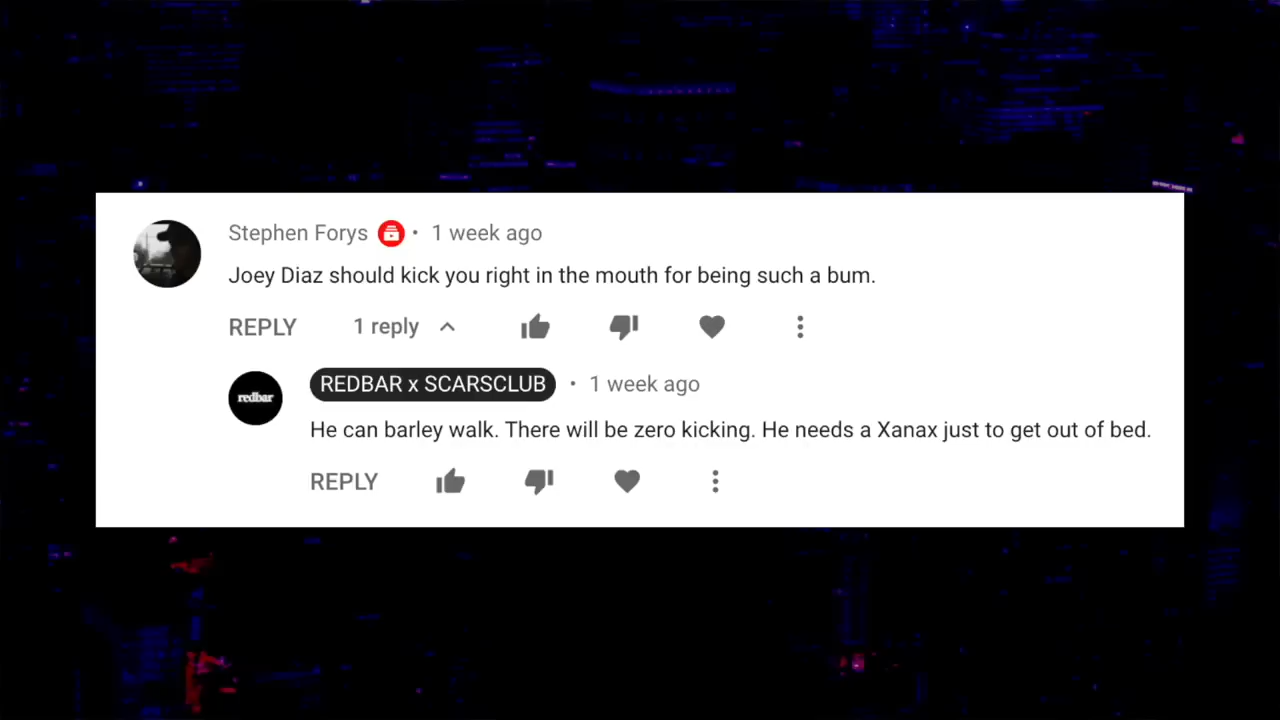 Stephen Forys • 1 week ago
Joey Diaz should kick you right in the mouth for being such a bum.
REPLY 1 reply
redbar
REDBAR x SCARSCLUB • 1 week ago
He can barley walk. There will be zero kicking. He needs a Xanax just to get out of bed.
REPLY